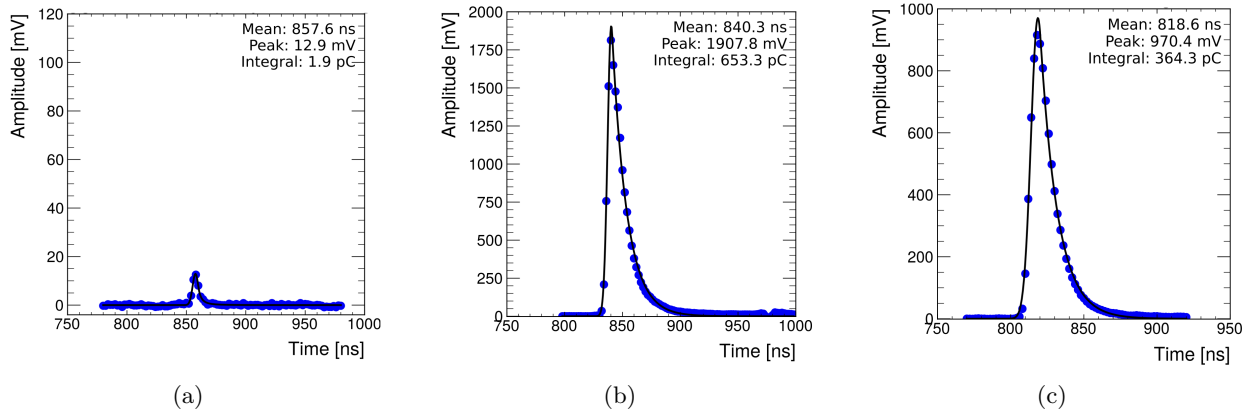 Mean: 857.6 ns
Peak: 12.9 mV
Integral: 1.9 pC
Amplitude [mV]
120
100
80
60
40
20
0
750 800 850 900 950 1000
Time [ns]
(a)
Mean: 840.3 ns
Peak: 1907.8 mV
Integral: 653.3 pC
Amplitude [mV]
2000
1750
1500
1250
1000
750
500
250
0
750 800 850 900 950 1000
Time [ns]
(b)
Mean: 818.6 ns
Peak: 970.4 mV
Integral: 364.3 pC
Amplitude [mV]
1000
800
600
400
200
0
750 800 850 900 950
Time [ns]
(c)